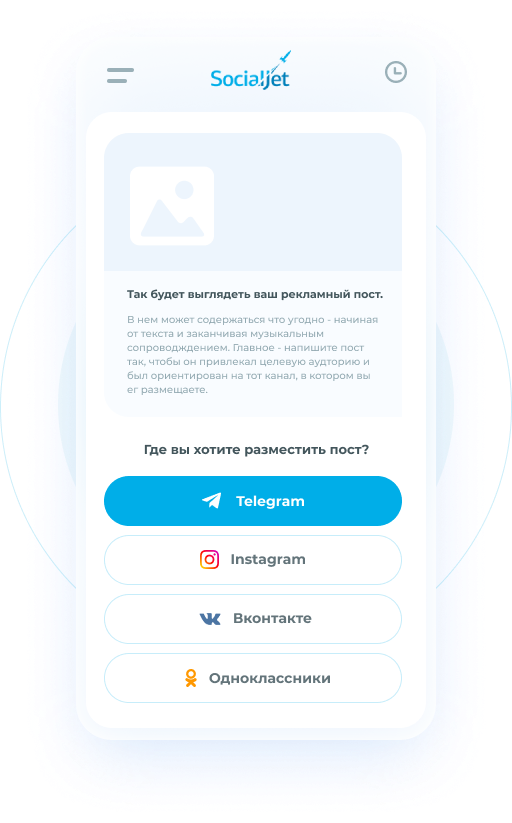 Socialjet
Так будет выглядеть ваш рекламный пост.
В нем может содержаться что угодно - начиная
от текста и заканчивая музыкальным
сопровождждением. Главное - напишите пост
так, чтобы он привлекал целевую аудторию и
был ориентирован на тот канал, в котором вы
ег размещаете.
Где вы хотите разместить пост?
Telegram
Instagram
Вконтакте
Одноклассники